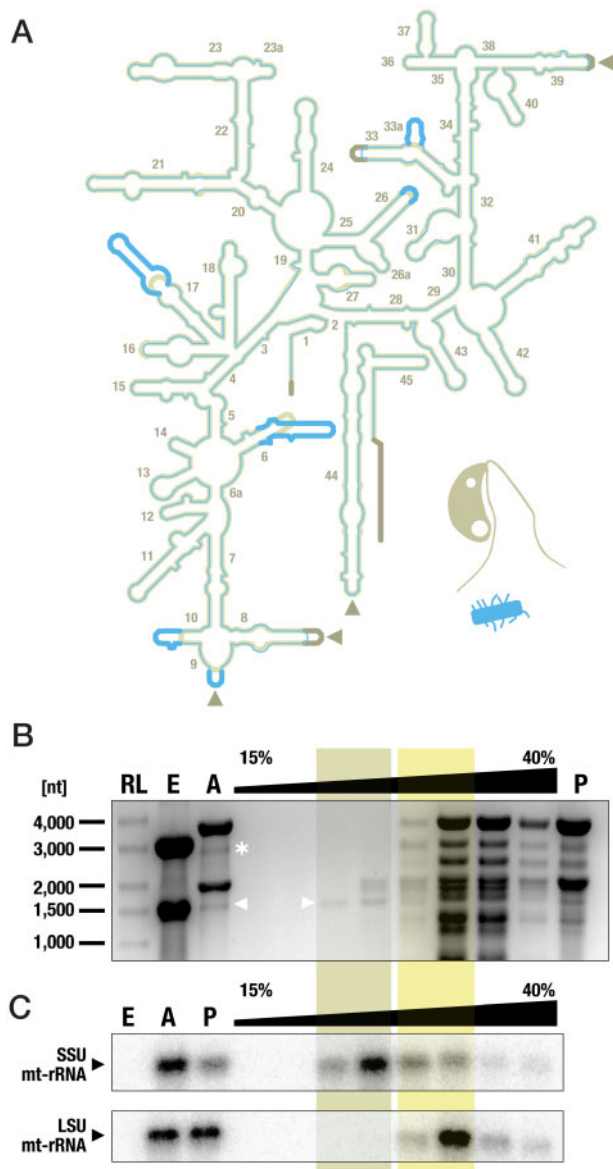 A
37
38
23
23a
36
35
39
40
34
33
33a
22
24
21
26
32
20
25
31
41
18
19
26a
30
17
27
28
29
2
16
3
1
43
42
4
45
15
5
14
6
44
13
6a
12
11
7
10
8
9
B
15%
40%
[nt]
RL
E
A
P
4,000
3,000
*
2,000
1,500
1,000
15%
40%
C
E
A
P
SSU
mt-rRNA
LSU
mt-rRNA